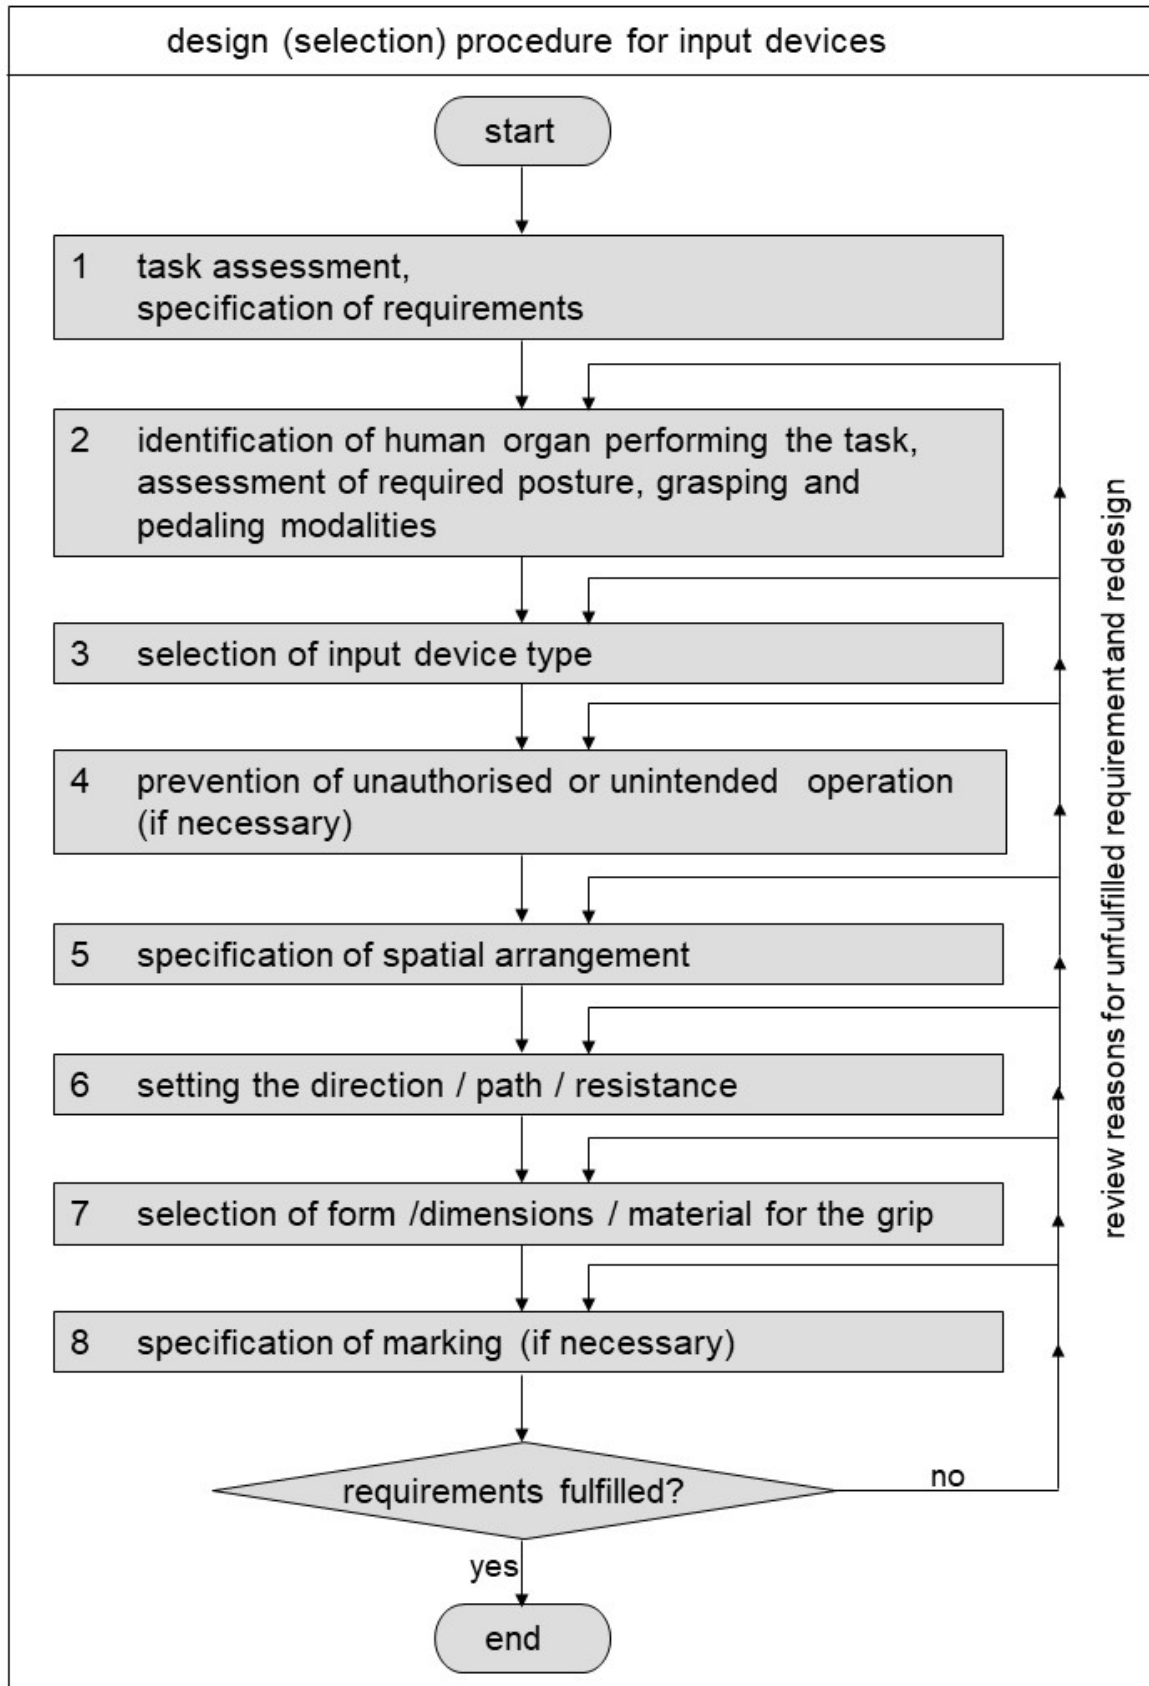 design (selection) procedure for input devices
start
1 task assessment,
specification of requirements
2 identification of human organ performing the task,
assessment of required posture, grasping and
pedaling modalities
3 selection of input device type
4 prevention of unauthorised or unintended operation
(if necessary)
5 specification of spatial arrangement
6 setting the direction / path / resistance
7 selection of form /dimensions / material for the grip
8 specification of marking (if necessary)
requirements fulfilled?
no
yes
end
review reasons for unfulfilled requirement and redesign